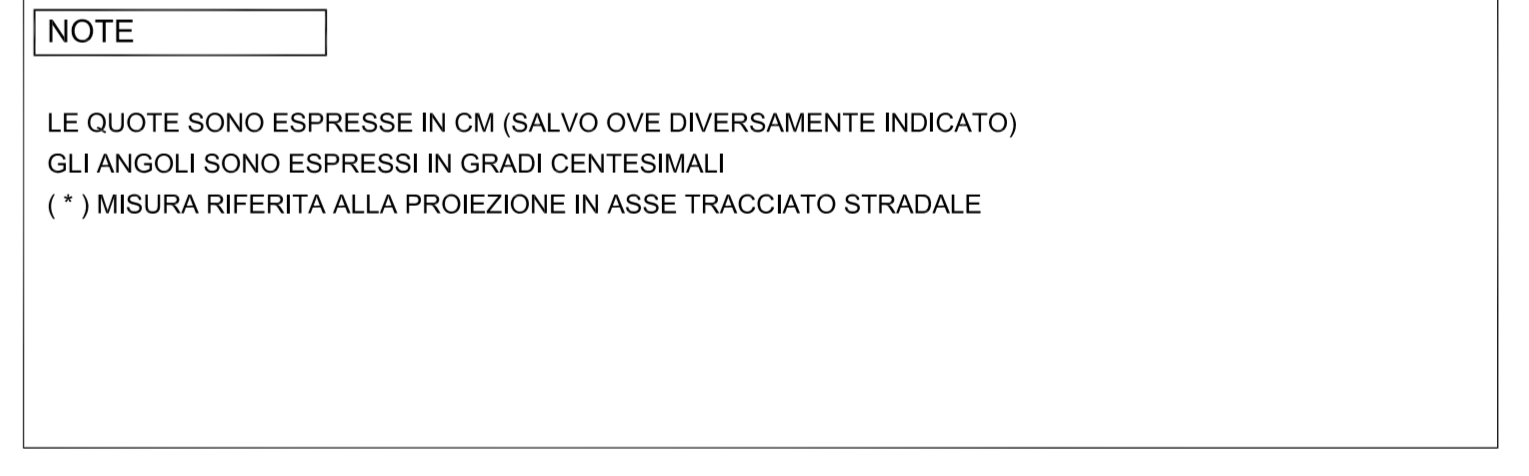 NOTE
LE QUOTE SONO ESPRESSE IN CM (SALVO OVE DIVERSAMENTE INDICATO)
GLI ANGOLI SONO ESPRESSI IN GRADI CENTESIMALI
( * ) MISURA RIFERITA ALLA PROIEZIONE IN ASSE TRACCIATO STRADALE